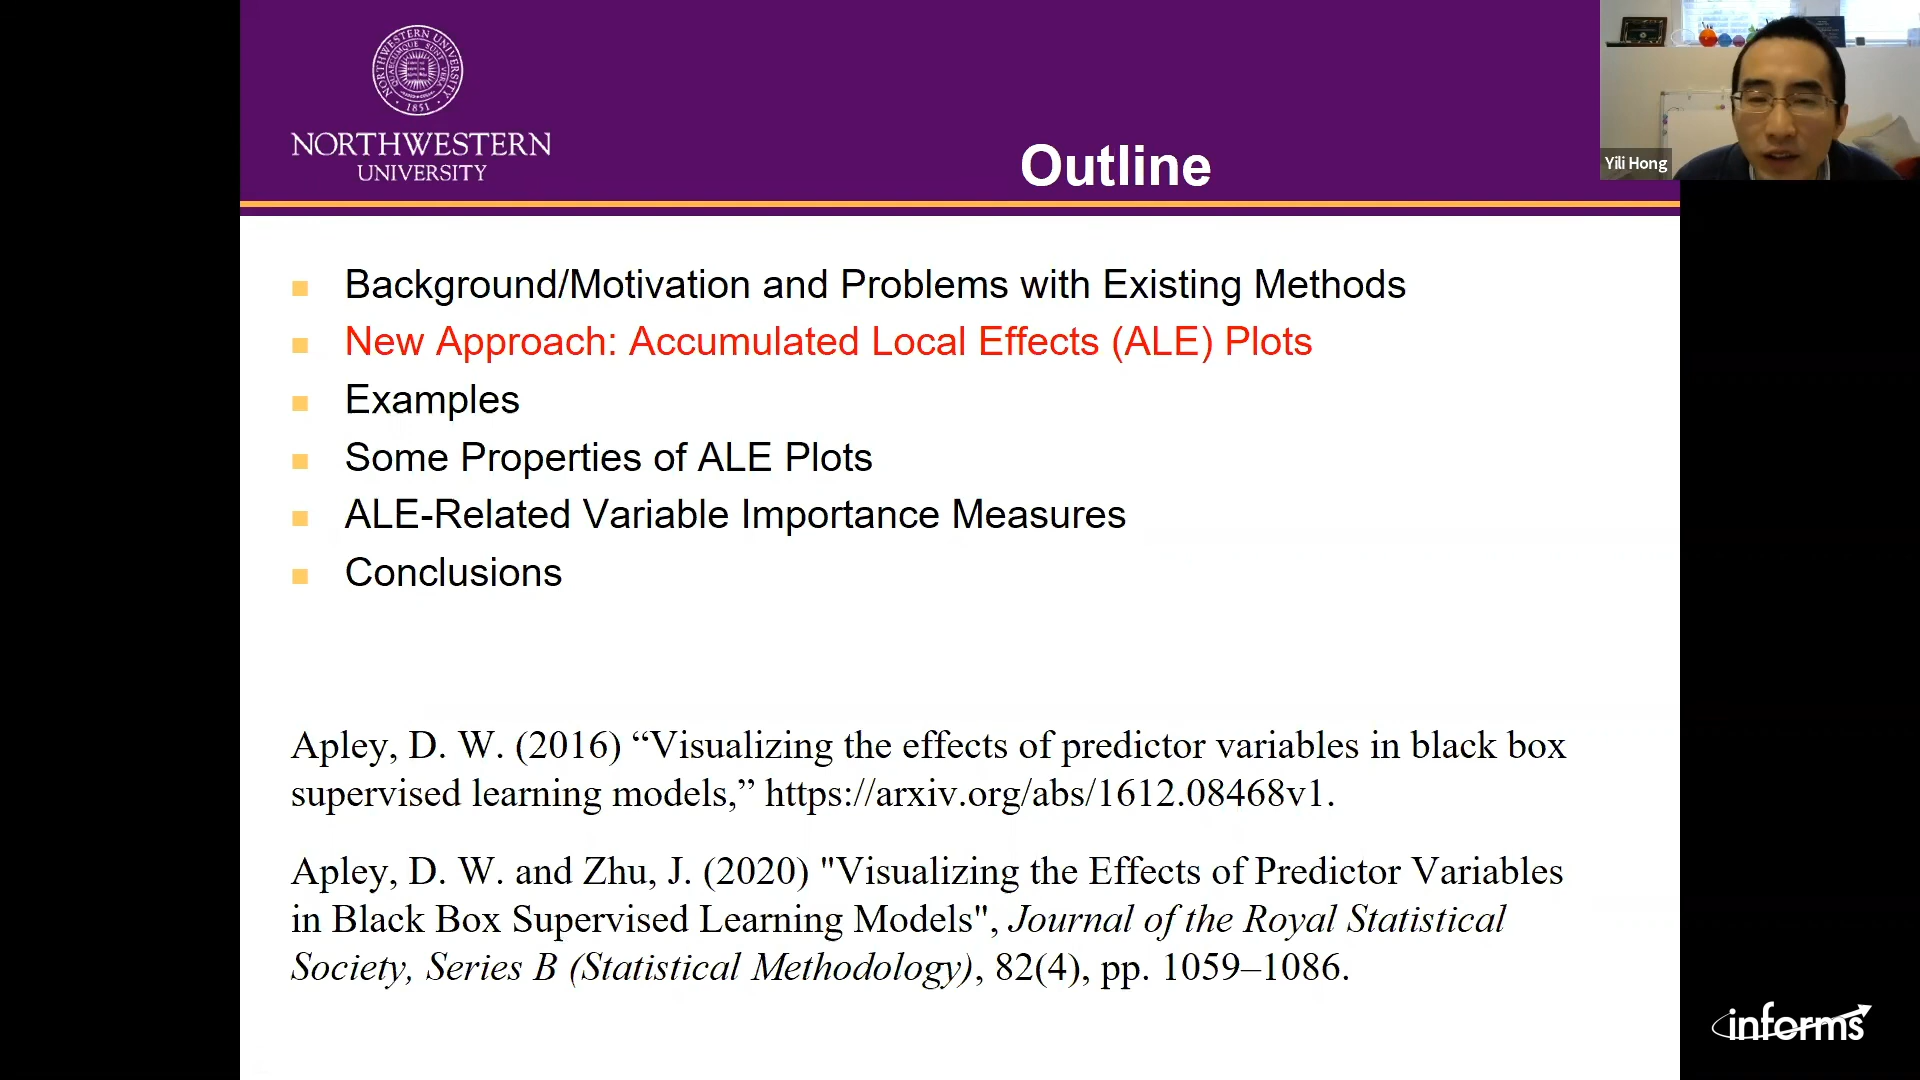 NORTHWESTERN UNIVERSITY
1851
NORTHWESTERN
UNIVERSITY
Outline
Yili Hong
Background/Motivation and Problems with Existing Methods
New Approach: Accumulated Local Effects (ALE) Plots
Examples
Some Properties of ALE Plots
ALE-Related Variable Importance Measures
Conclusions
Apley, D. W. (2016) “Visualizing the effects of predictor variables in black box
supervised learning models,” https://arxiv.org/abs/1612.08468v1.
Apley, D. W. and Zhu, J. (2020) "Visualizing the Effects of Predictor Variables
in Black Box Supervised Learning Models", Journal of the Royal Statistical
Society, Series B (Statistical Methodology), 82(4), pp. 1059–1086.
informs